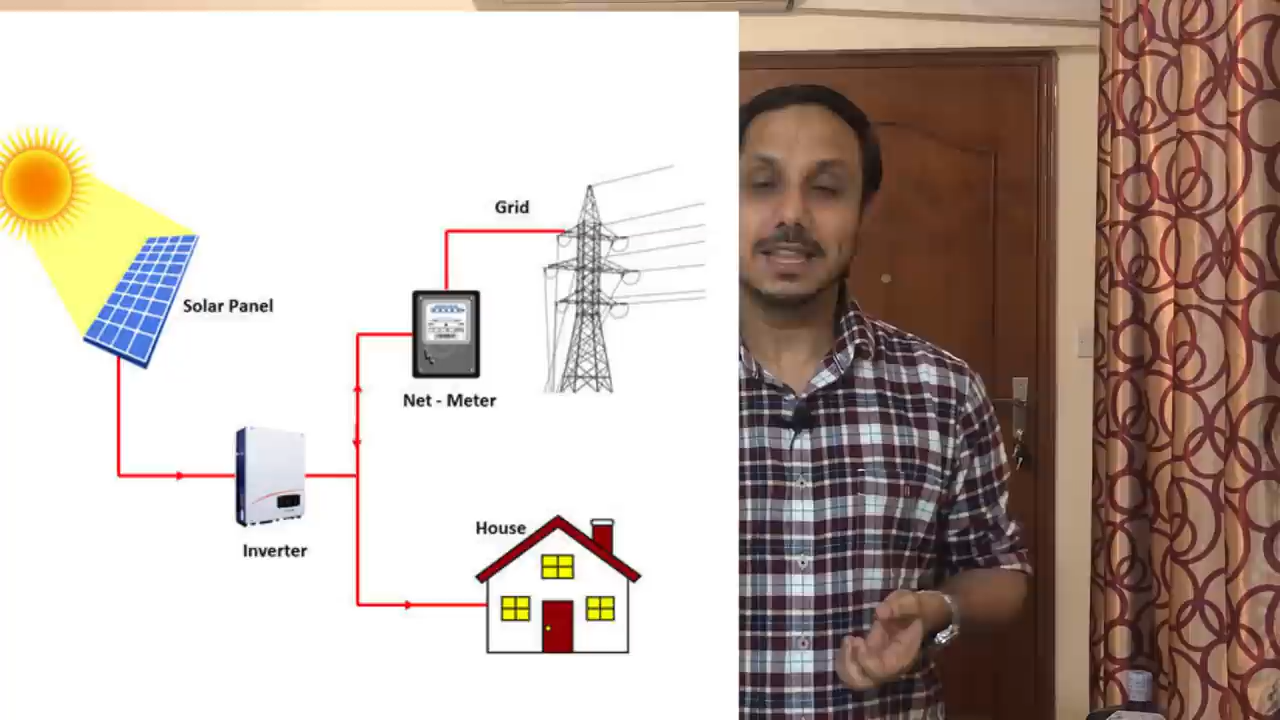 Grid
Solar Panel
Net - Meter
House
Inverter